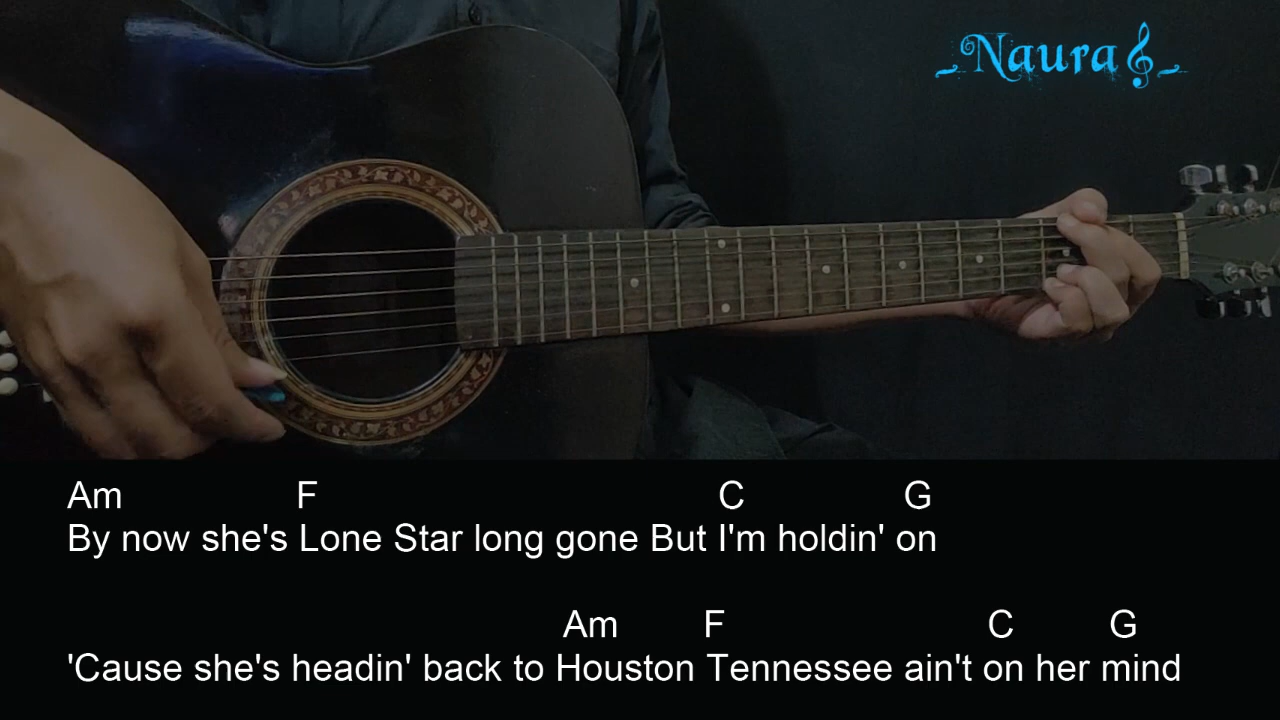 Naura
Am F C G
By now she's Lone Star long gone But I'm holdin' on
Am F C G
'Cause she's headin' back to Houston Tennessee ain't on her mind